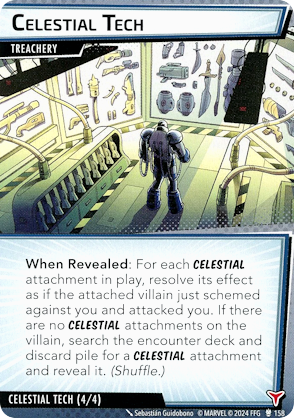 Celestial Tech
TREACHERY
When Revealed: For each CELESTIAL
attachment in play, resolve its effect
as if the attached villain just schemed
against you and attacked you. If there
are no CELESTIAL attachments on the
villain, search the encounter deck and
discard pile for a CELESTIAL attachment
and reveal it. (Shuffle.)
CELESTIAL TECH (4/4)
Sebastián Guidobono © MARVEL © 2024 FFG 158